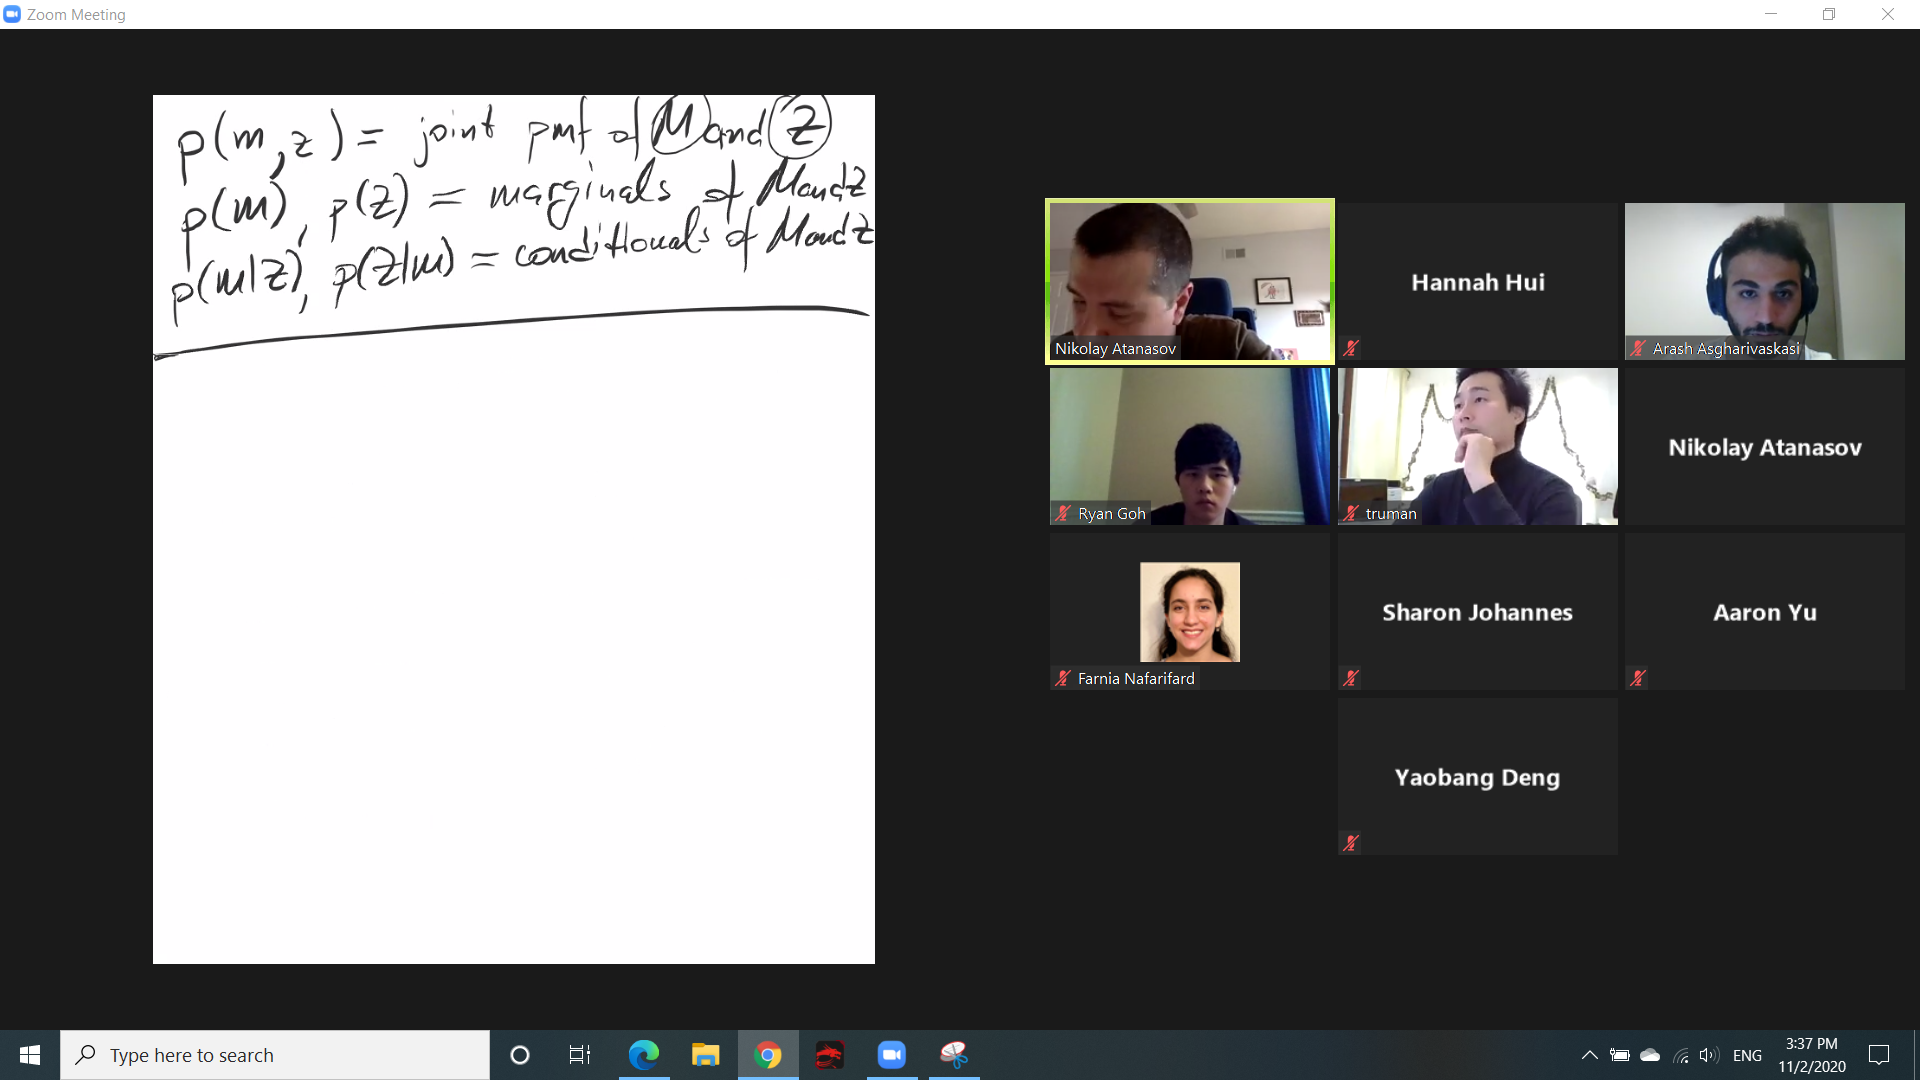 Zoom Meeting
p(m,z) = joint pmf of M and Z
p(m), p(z) = marginals of M and Z
p(m|z), p(z|m) = conditionals of M and Z
Nikolay Atanasov
Hannah Hui
Arash Asgharivaskasi
Ryan Goh
truman
Nikolay Atanasov
Farnia Nafarifard
Sharon Johannes
Aaron Yu
Yaobang Deng
Type here to search
ENG
3:37 PM
11/2/2020